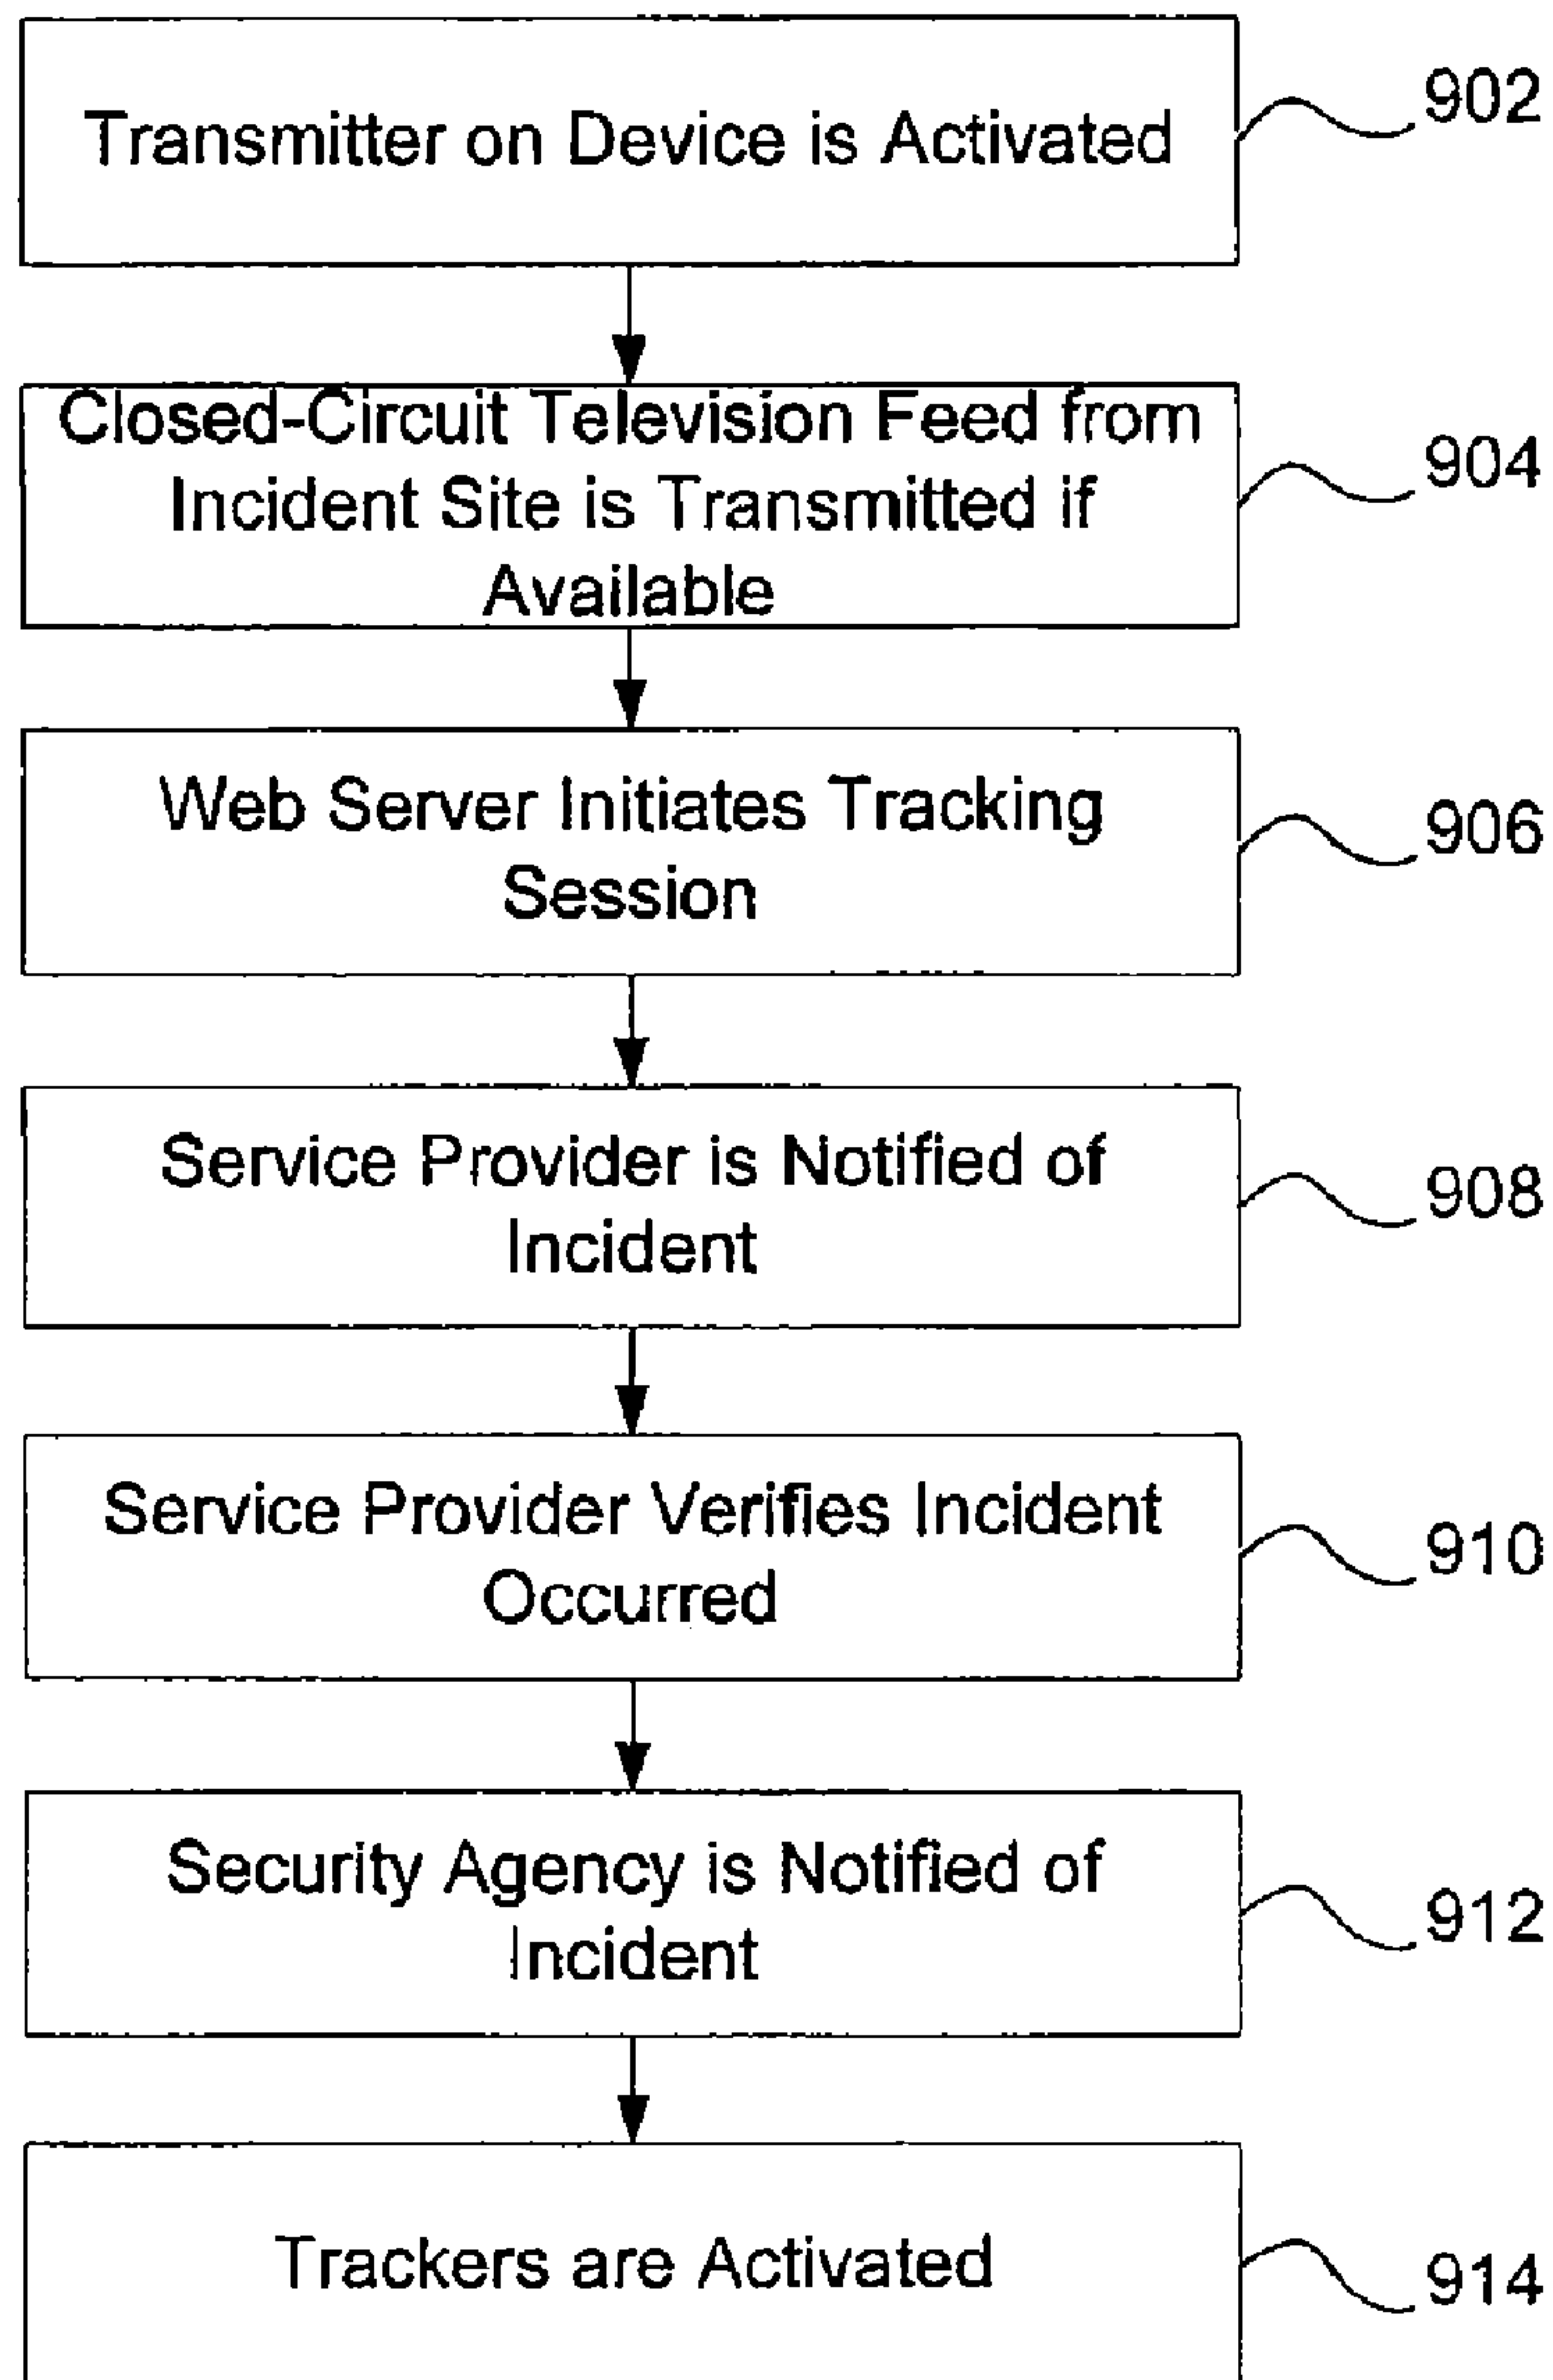 Transmitter on Device is Activated
902
Closed-Circuit Television Feed from
Incident Site is Transmitted if
Available
904
Web Server Initiates Tracking
Session
906
Service Provider is Notified of
Incident
908
Service Provider Verifies Incident
Occurred
910
Security Agency is Notified of
Incident
912
Trackers are Activated
914